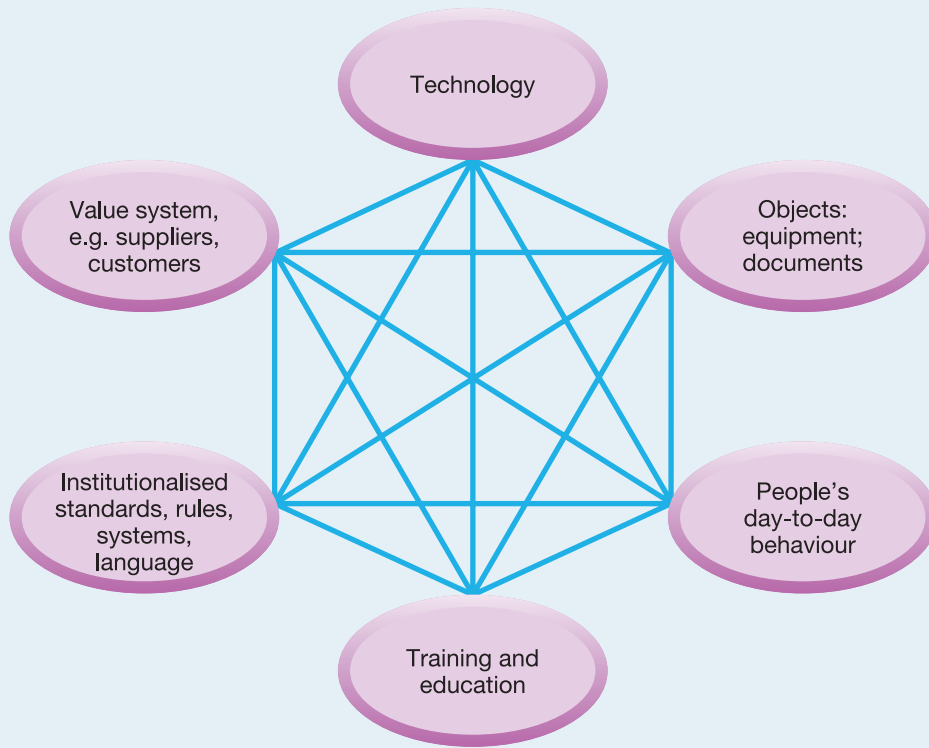 Technology
Value system,
e.g. suppliers,
customers
Objects:
equipment;
documents
Institutionalised
standards, rules,
systems,
language
People’s
day-to-day
behaviour
Training and
education